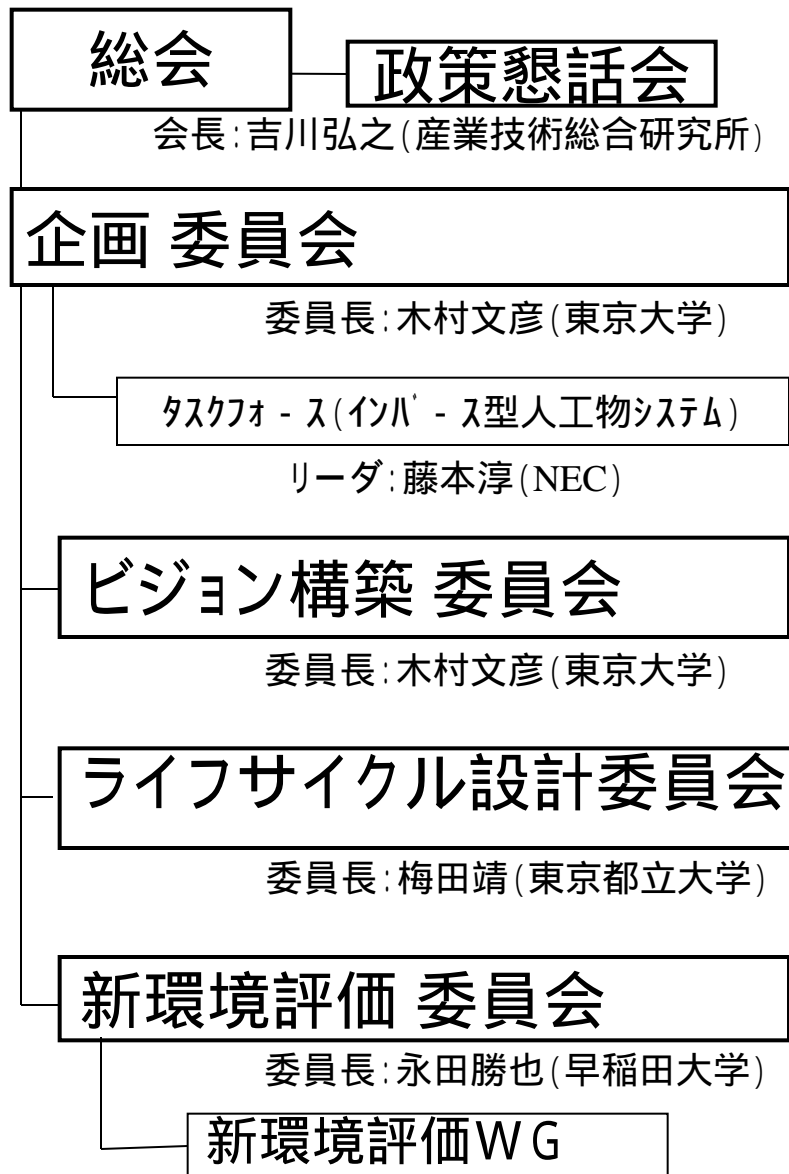 総会
政策懇話会
会長:吉川弘之(産業技術総合研究所)
企画 委員会
委員長:木村文彦(東京大学)
ﾀｽｸﾌｫ-ｽ(ｲﾝﾊﾞ-ｽ型人工物ｼｽﾃﾑ)
リーダ:藤本淳(NEC)
ビジョン構築 委員会
委員長:木村文彦(東京大学)
ライフサイクル設計委員会
委員長:梅田靖(東京都立大学)
新環境評価 委員会
委員長:永田勝也(早稲田大学)
新環境評価ＷＧ